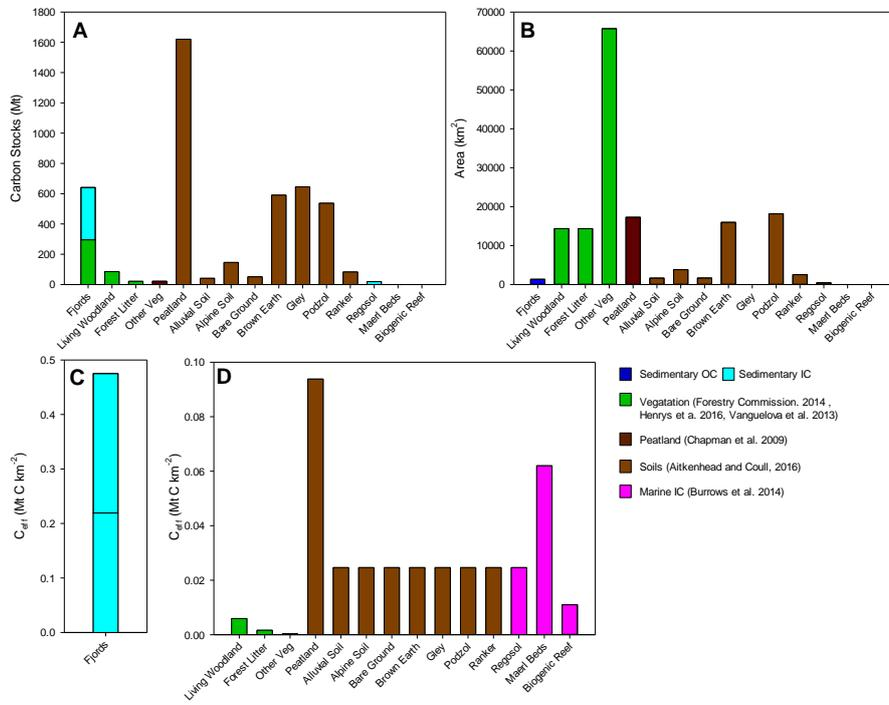 A
Carbon Stocks (Mt)
1800
1600
1400
1200
1000
800
600
400
200
0
Fjords
Living Woodland
Forest Litter
Other Veg
Peatland
Alluvial Soil
Alpine Soil
Bare Ground
Brown Earth
Gley
Podzol
Ranker
Regosol
Maerl Beds
Biogenic Reef
B
Area (km²)
70000
60000
50000
40000
30000
20000
10000
0
Fjords
Living Woodland
Forest Litter
Other Veg
Peatland
Alluvial Soil
Alpine Soil
Bare Ground
Brown Earth
Gley
Podzol
Ranker
Regosol
Maerl Beds
Biogenic Reef
C
C_eff (Mt C km⁻²)
0.5
0.4
0.3
0.2
0.1
0.0
Fjords
D
C_eff (Mt C km⁻²)
0.10
0.08
0.06
0.04
0.02
0.00
Living Woodland
Forest Litter
Other Veg
Peatland
Alluvial Soil
Alpine Soil
Bare Ground
Brown Earth
Gley
Podzol
Ranker
Regosol
Maerl Beds
Biogenic Reef
Sedimentary OC Sedimentary IC
Vegatation (Forestry Commission. 2014 ,
Henrys et a. 2016, Vanguelova et al. 2013)
Peatland (Chapman et al. 2009)
Soils (Aitkenhead and Coull, 2016)
Marine IC (Burrows et al. 2014)